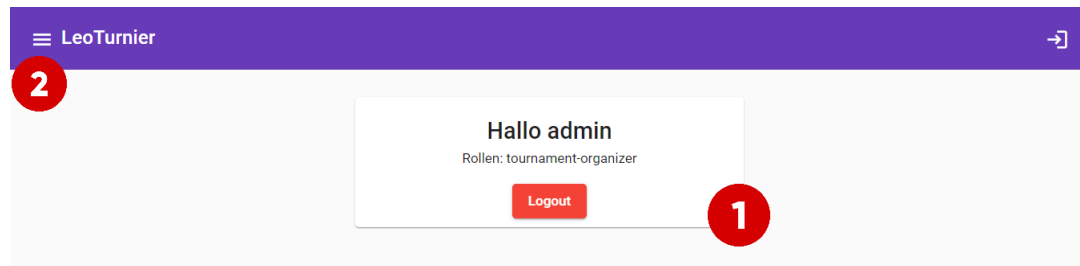 LeoTurnier
2
Hallo admin
Rollen: tournament-organizer
Logout
1